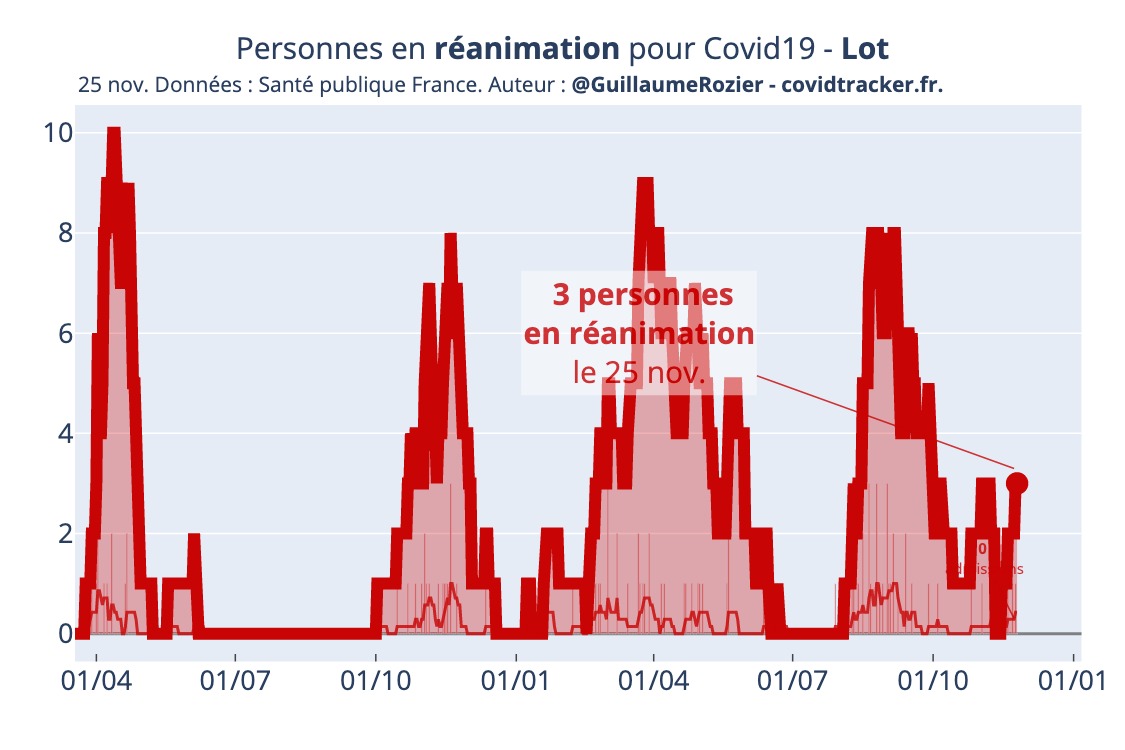 Personnes en réanimation pour Covid19 - Lot
25 nov. Données : Santé publique France. Auteur : @GuillaumeRozier - covidtracker.fr.
10
8
6
4
2
0
3 personnes
en réanimation
le 25 nov.
0
admissions
01/04
01/07
01/10
01/01
01/04
01/07
01/10
01/01